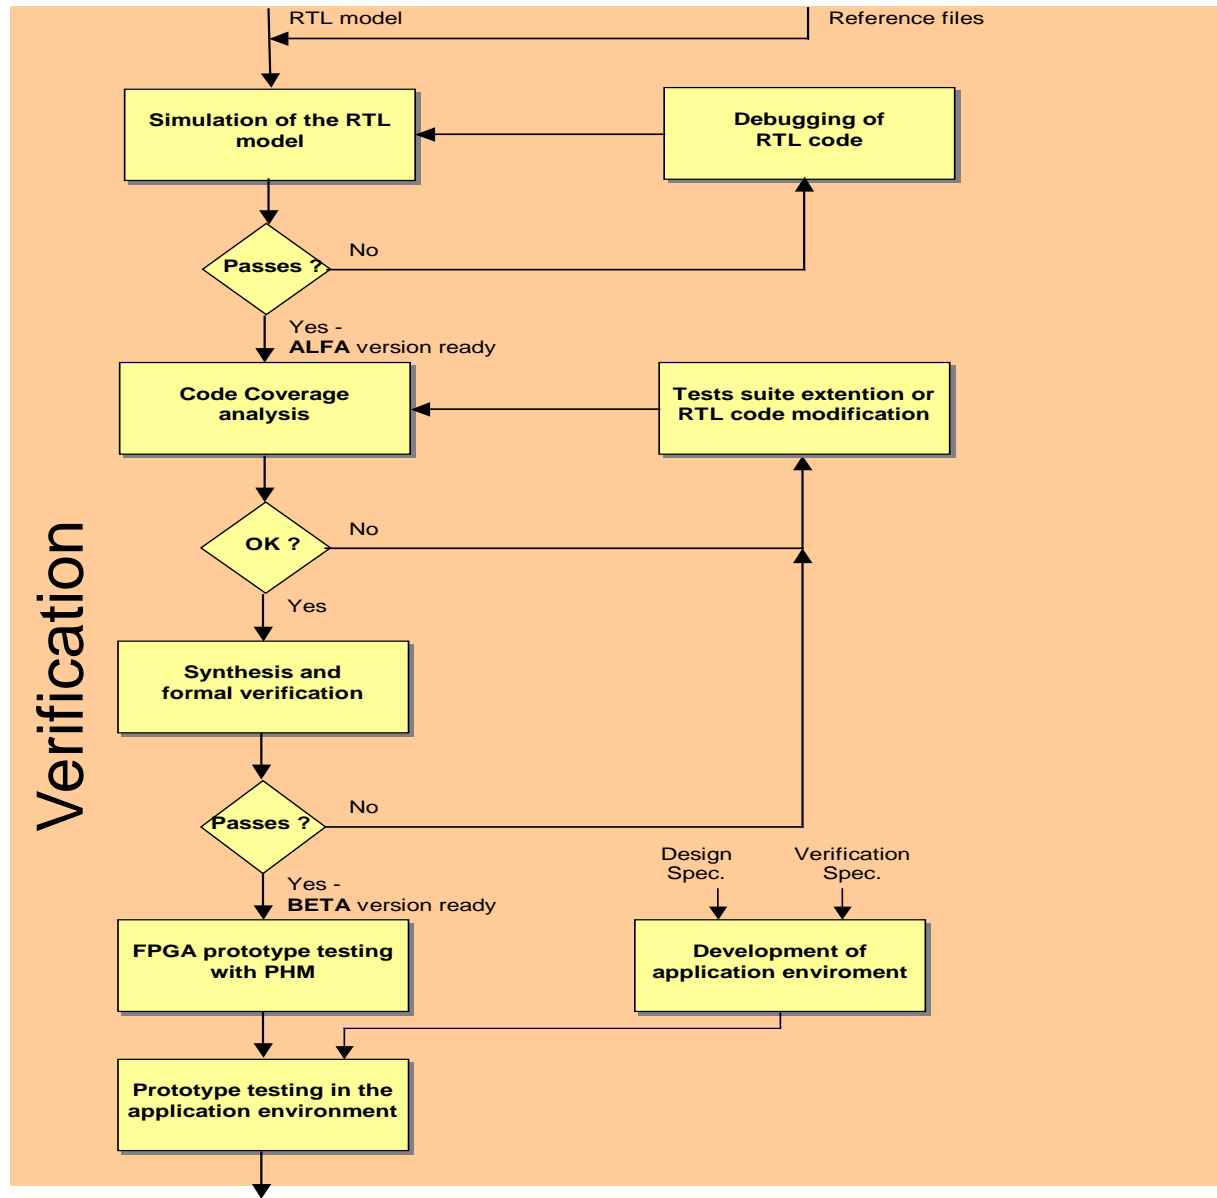 RTL model
Reference files
Simulation of the RTL
model
Debugging of
RTL code
Passes ?
No
Yes -
ALFA version ready
Code Coverage
analysis
Tests suite extention or
RTL code modification
OK ?
No
Yes
Verification
Synthesis and
formal verification
Passes ?
No
Yes -
BETA version ready
Design
Spec.
Verification
Spec.
FPGA prototype testing
with PHM
Development of
application enviroment
Prototype testing in the
application environment